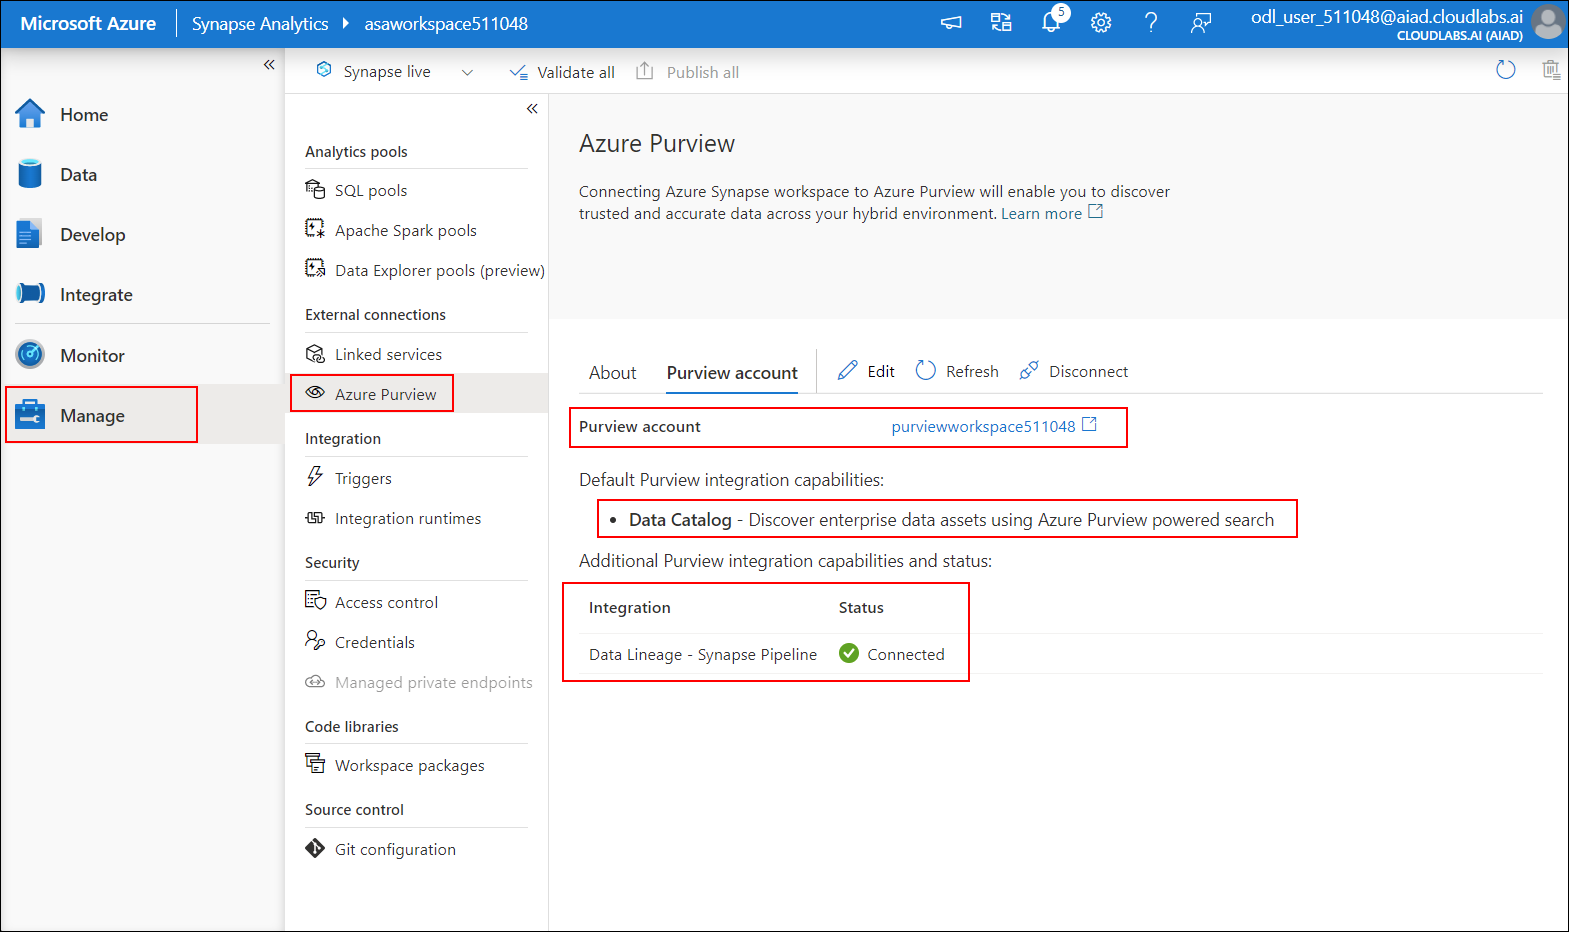 Microsoft Azure
Synapse Analytics
asaworkspace511048
5
odl_user_511048@aiad.cloudlabs.ai
CLOUDLABS.AI (AIAD)
Home
Data
Develop
Integrate
Monitor
Manage
Synapse live
Validate all
Publish all
Analytics pools
SQL pools
Apache Spark pools
Data Explorer pools (preview)
External connections
Linked services
Azure Purview
Integration
Triggers
Integration runtimes
Security
Access control
Credentials
Managed private endpoints
Code libraries
Workspace packages
Source control
Git configuration
Azure Purview
Connecting Azure Synapse workspace to Azure Purview will enable you to discover
trusted and accurate data across your hybrid environment. Learn more
About
Purview account
Edit
Refresh
Disconnect
Purview account purviewworkspace511048
Default Purview integration capabilities:
• Data Catalog - Discover enterprise data assets using Azure Purview powered search
Additional Purview integration capabilities and status:
Integration Status
Data Lineage - Synapse Pipeline Connected